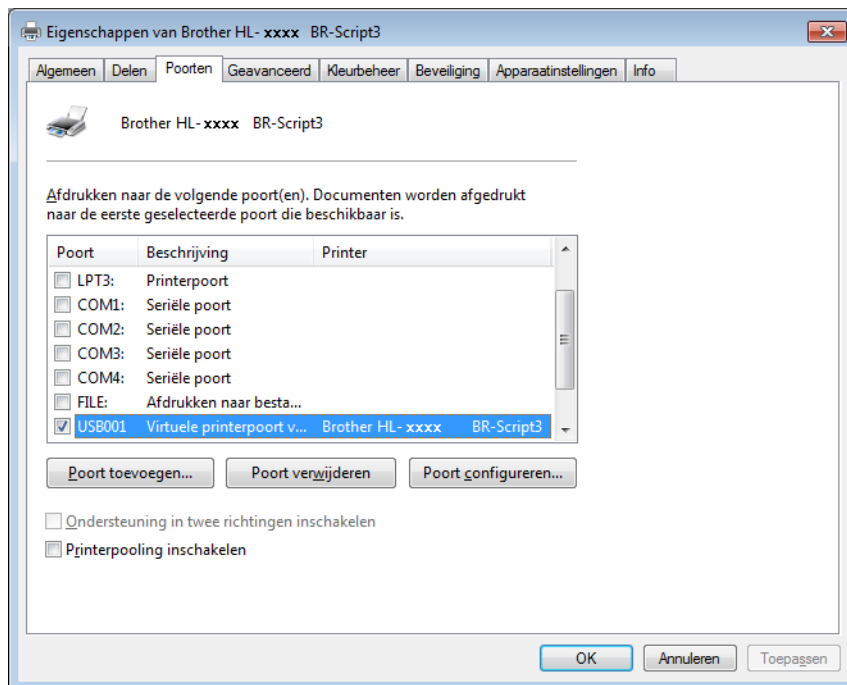 Eigenschappen van Brother HL- xxxx BR-Script3
Algemeen Delen Poorten Geavanceerd Kleurbeheer Beveiliging Apparaatinstellingen Info
Brother HL- xxxx BR-Script3
Afdrukken naar de volgende poort(en). Documenten worden afgedrukt
naar de eerste geselecteerde poort die beschikbaar is.
Poort Beschrijving Printer
LPT3: Printerpoort
COM1: Seriële poort
COM2: Seriële poort
COM3: Seriële poort
COM4: Seriële poort
FILE: Afdrukken naar besta...
USB001 Virtuele printerpoort v... Brother HL- xxxx BR-Script3
Poort toevoegen... Poort verwijderen Poort configureren...
Ondersteuning in twee richtingen inschakelen
Printerpooling inschakelen
OK Annuleren Toepassen